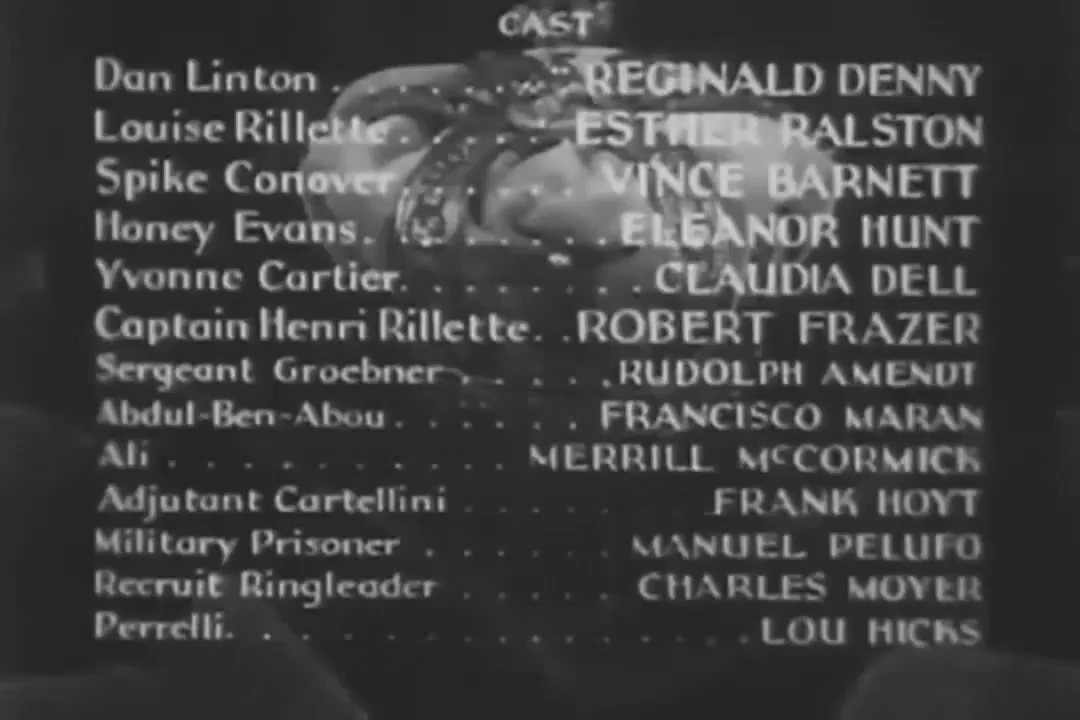 CAST
Dan Linton . . . . . . . . REGINALD DENNY
Louise Rillette . . . . . . ESTHER RALSTON
Spike Conover . . . . . . VINCE BARNETT
Honey Evans . . . . . . . ELEANOR HUNT
Yvonne Cartier. . . . . . . . CLAUDIA DELL
Captain Henri Rillette. . ROBERT FRAZER
Sergeant Groebner . . . . . RUDOLPH AMENDT
Abdul-Ben-Abou . . . . . . FRANCISCO MARAN
Ali . . . . . . . . . . MERRILL McCORMICK
Adjutant Cartellini . . . . . FRANK HOYT
Military Prisoner . . . . . MANUEL PELUFO
Recruit Ringleader . . . . . CHARLES MOYER
Perrelli. . . . . . . . . . . . . . . . LOU HICKS